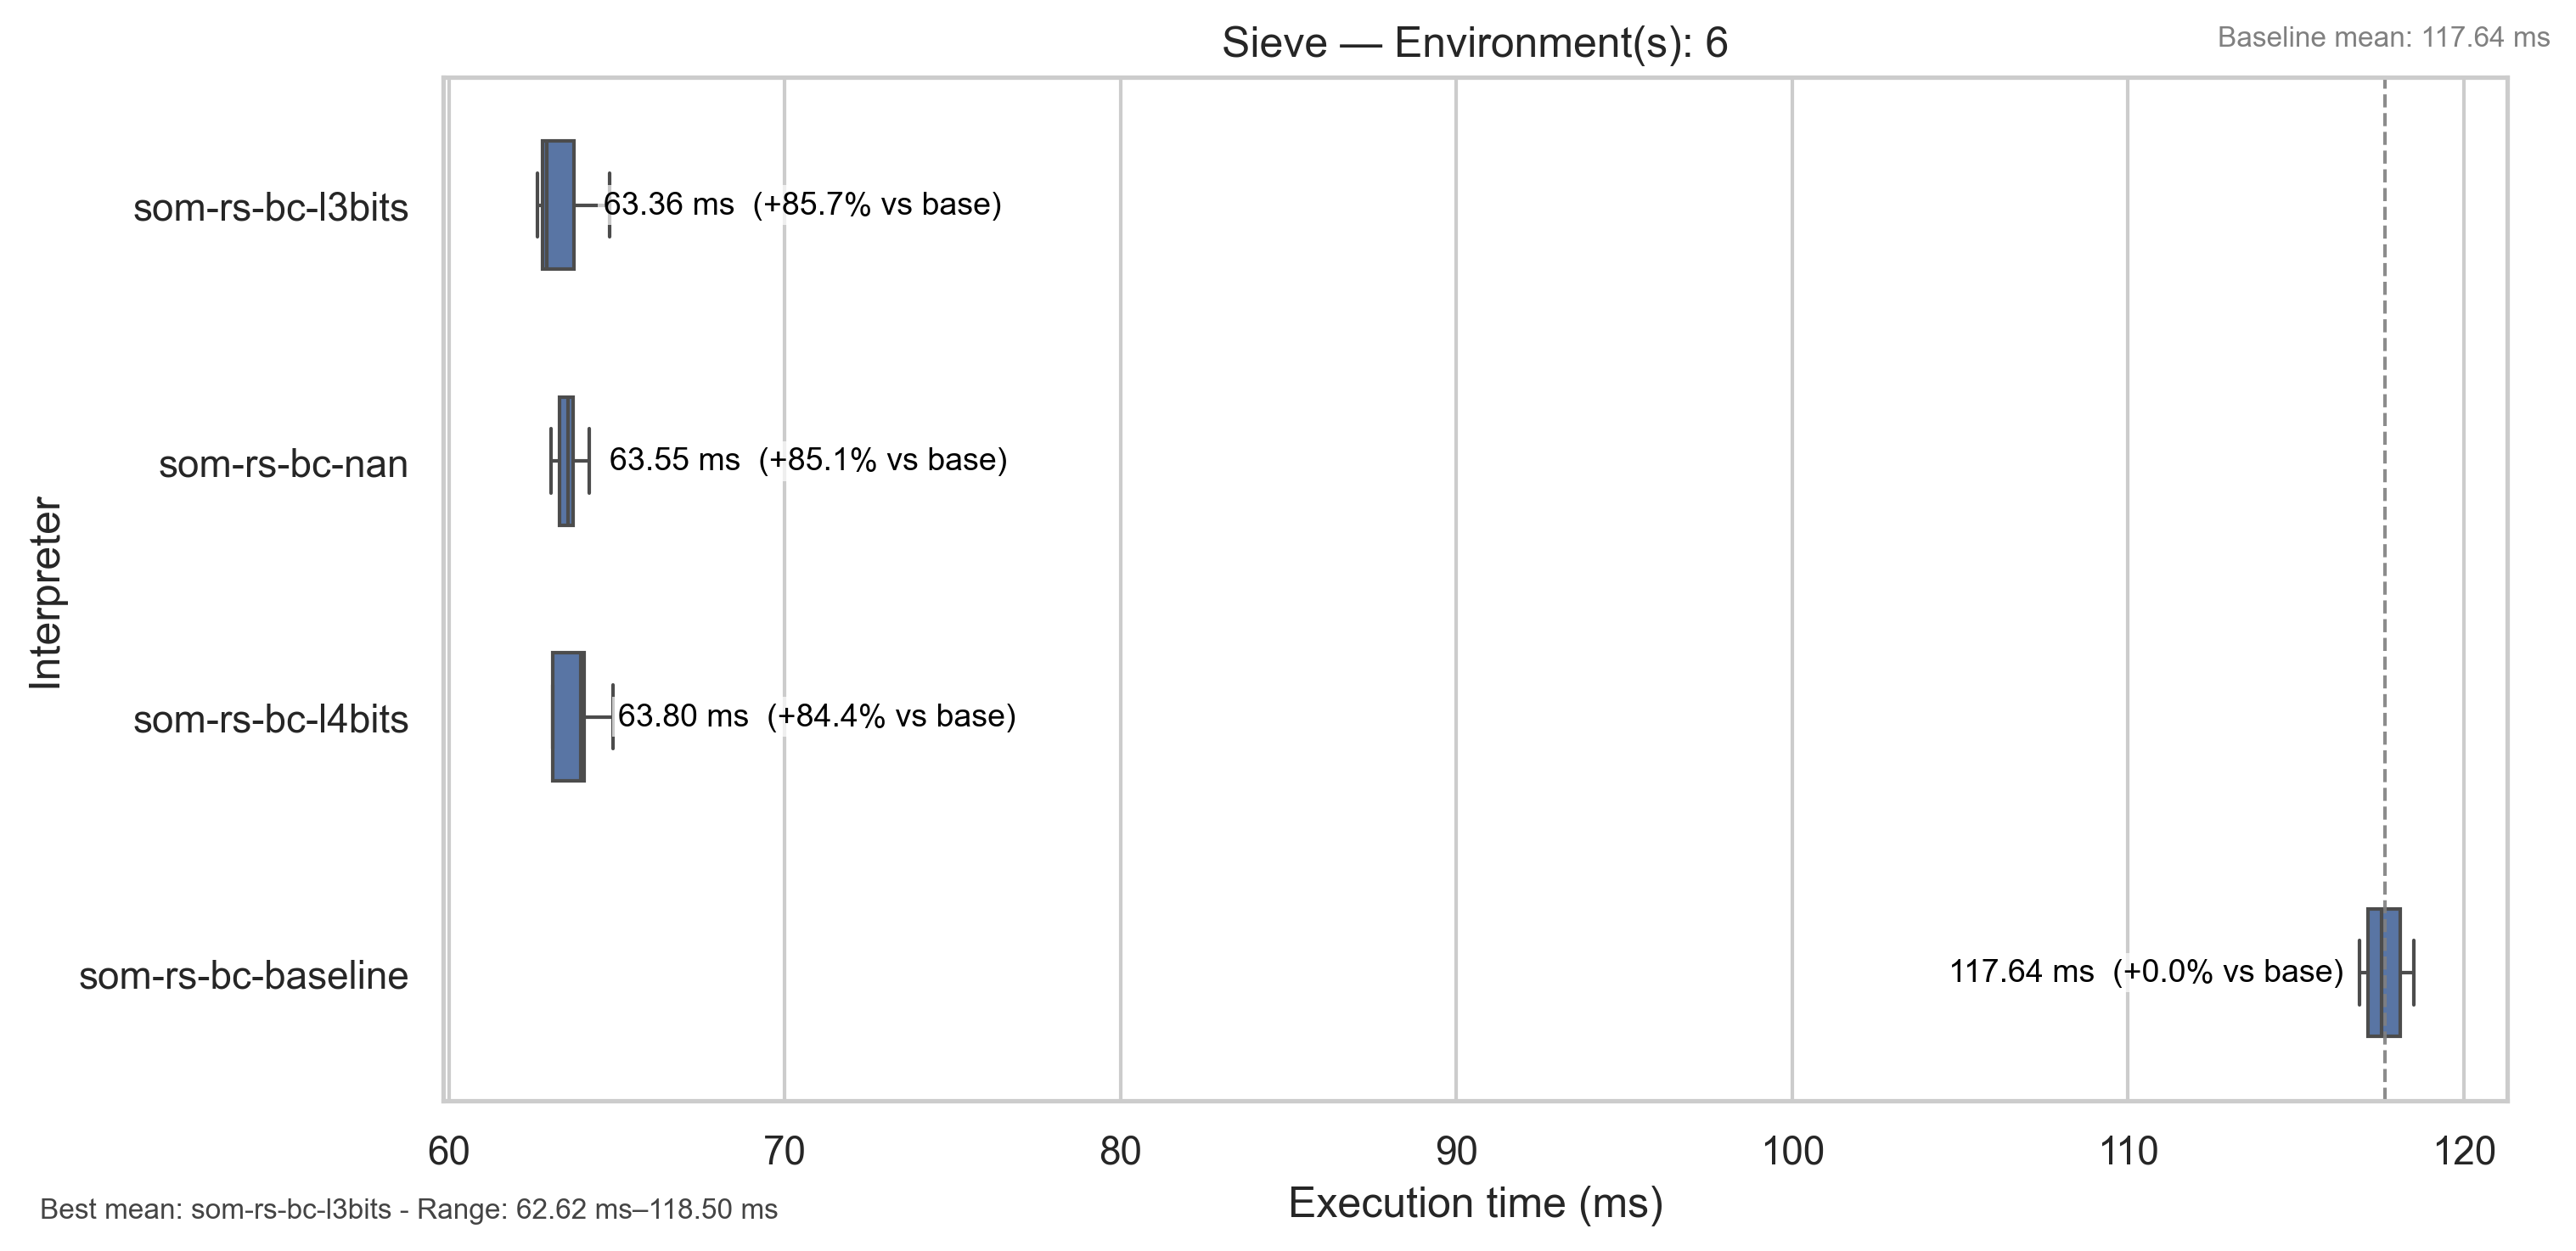 Sieve — Environment(s): 6
Baseline mean: 117.64 ms
Interpreter
som-rs-bc-l3bits
63.36 ms  (+85.7% vs base)
som-rs-bc-nan
63.55 ms  (+85.1% vs base)
som-rs-bc-l4bits
63.80 ms  (+84.4% vs base)
som-rs-bc-baseline
117.64 ms  (+0.0% vs base)
60 70 80 90 100 110 120
Execution time (ms)
Best mean: som-rs-bc-l3bits - Range: 62.62 ms–118.50 ms